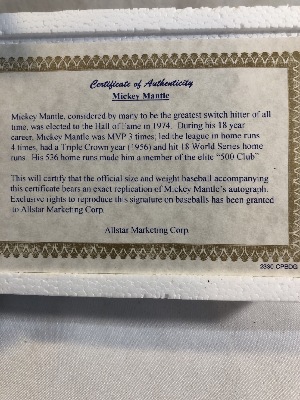 Certificate of Authenticity
Mickey Mantle
Mickey Mantle, considered by many to be the greatest switch hitter of all
time, was elected to the Hall of Fame in 1974. During his 18 year
career, Mickey Mantle was MVP 3 times; led the league in home runs
4 times, had a Triple Crown year (1956) and hit 18 World Series home
runs. His 536 home runs made him a member of the elite "500 Club"
This will certify that the official size and weight baseball accompanying
this certificate bears an exact replication of Mickey Mantle's autograph.
Exclusive rights to reproduce this signature on baseballs has been granted
to Allstar Marketing Corp.
Allstar Marketing Corp.
2330-CPBDG